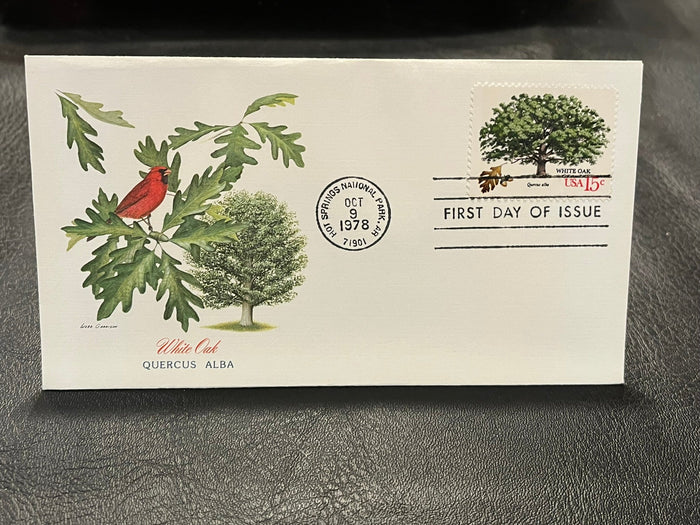 WHITE OAK
Quercus alba
USA 15c
HOT SPRINGS NATIONAL PARK, AR
OCT
9
1978
71901
FIRST DAY OF ISSUE
White Oak
QUERCUS ALBA